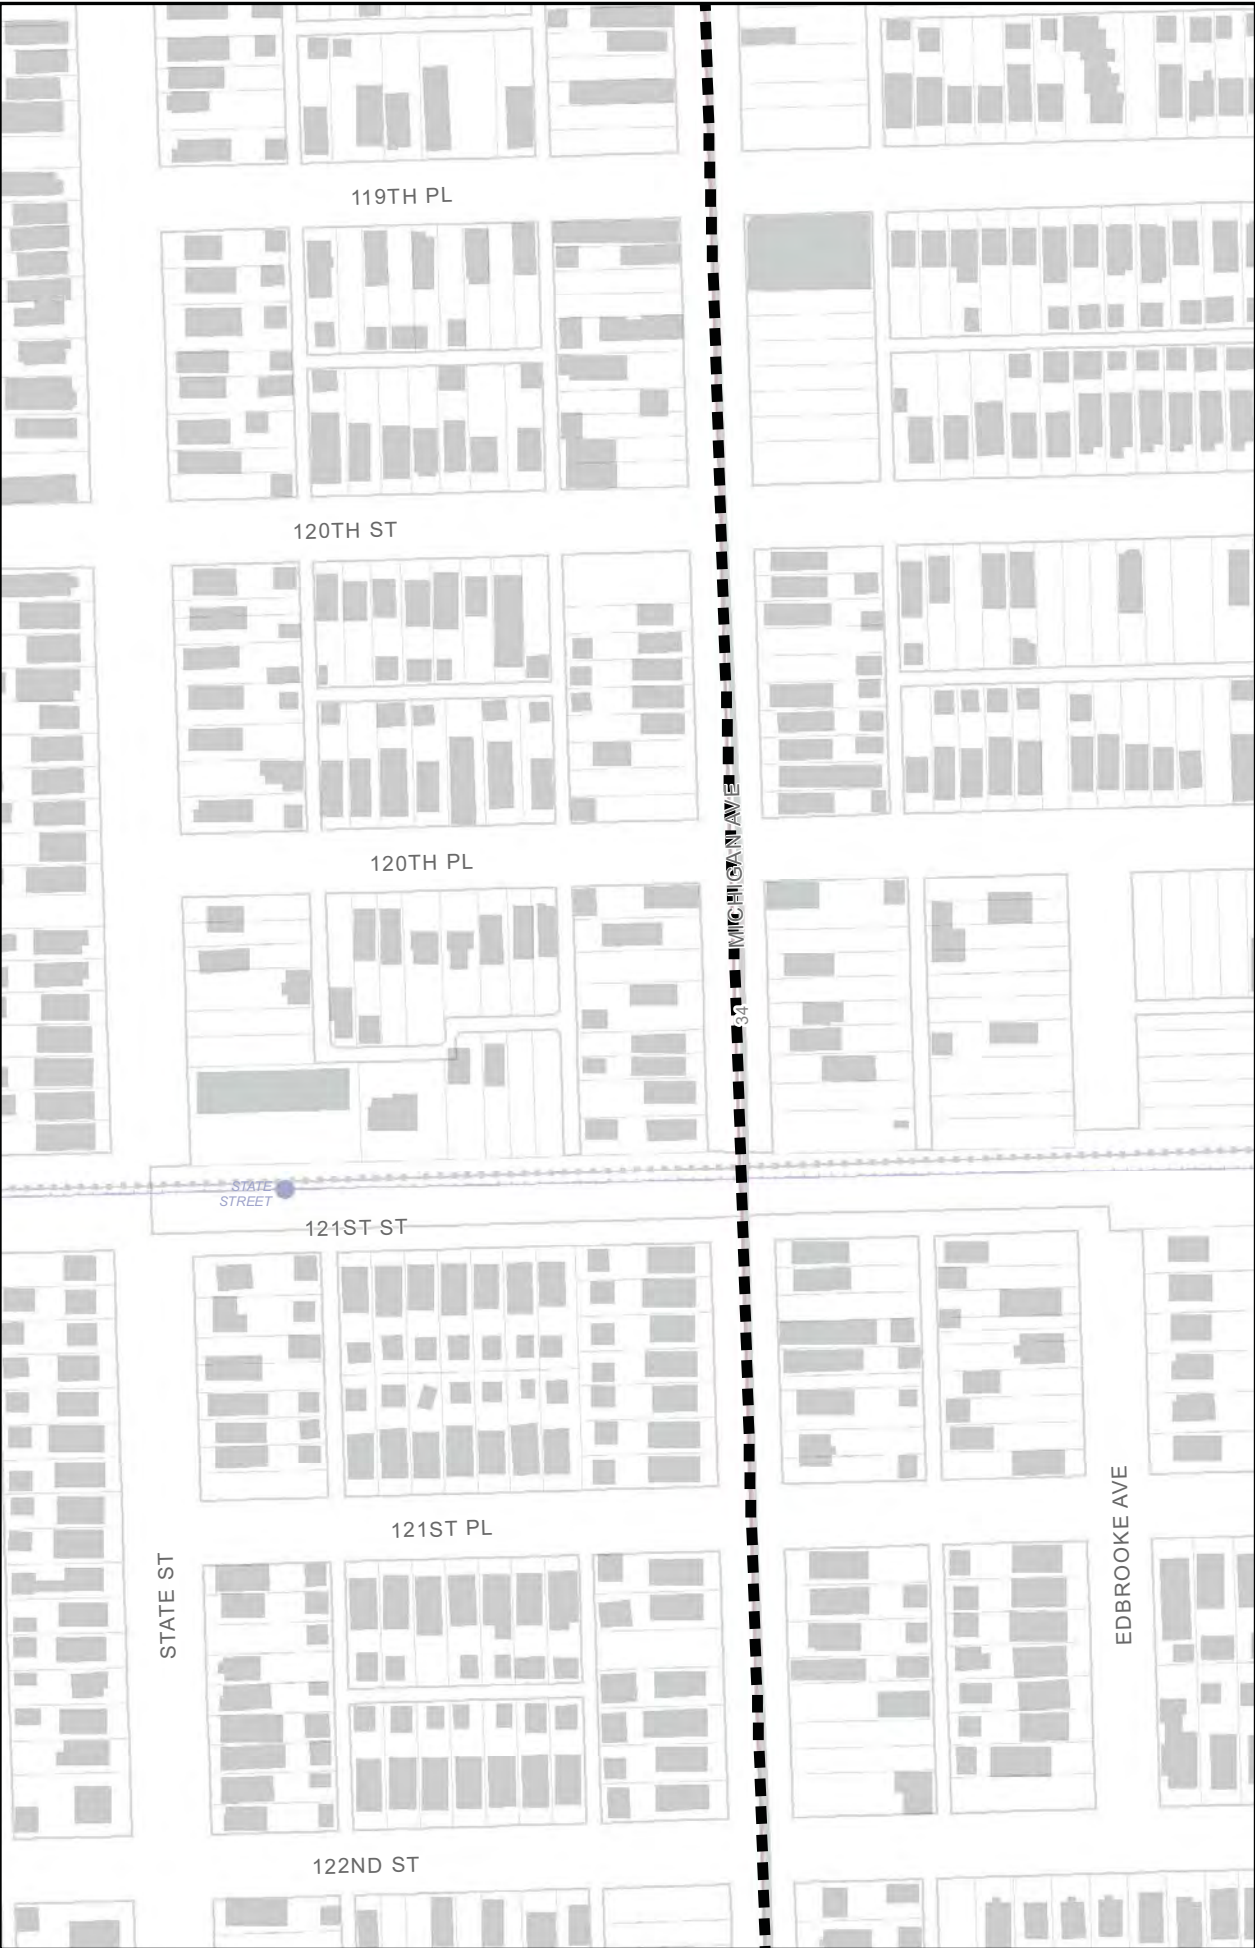 119TH PL
120TH ST
MICHIGAN AVE
120TH PL
34
STATE
STREET
121ST ST
EDBROOKE AVE
121ST PL
STATE ST
122ND ST